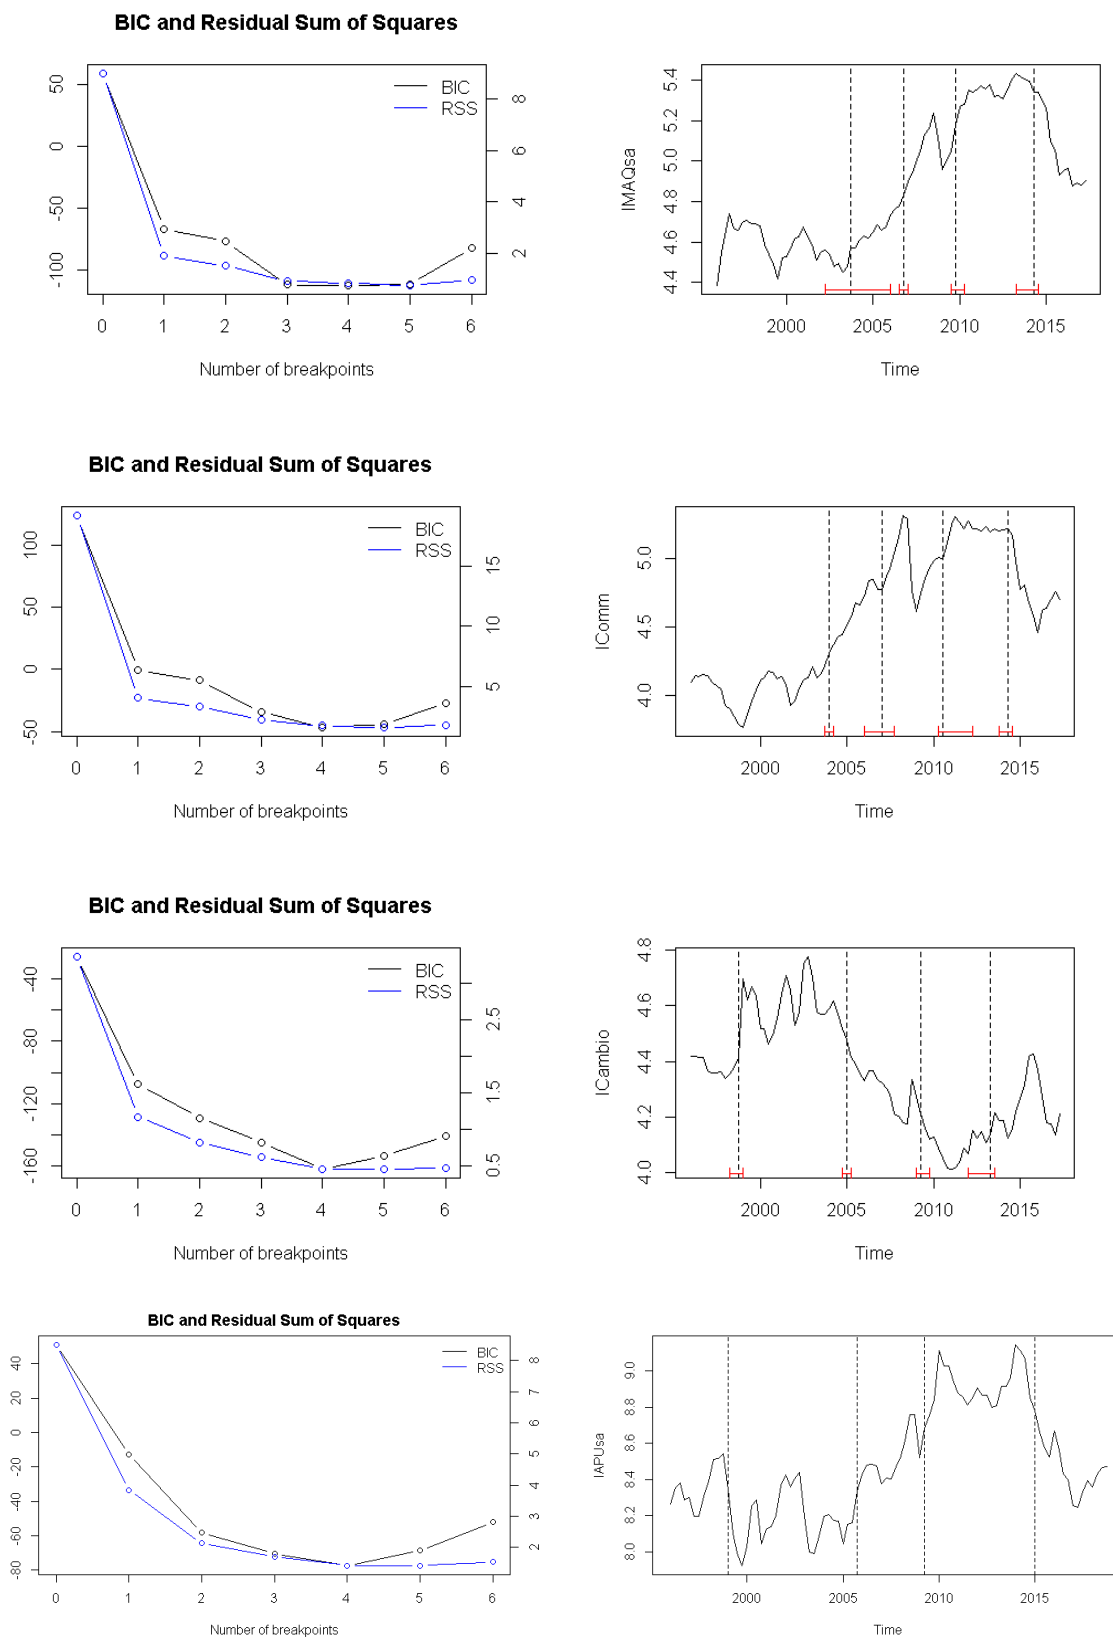 BIC and Residual Sum of Squares
BIC
RSS
50
0
-50
-100
8
6
4
2
0 1 2 3 4 5 6
Number of breakpoints
IMAQsa
5.4
5.2
5.0
4.8
4.6
4.4
2000 2005 2010 2015
Time
BIC and Residual Sum of Squares
BIC
RSS
100
50
0
-50
15
10
5
0 1 2 3 4 5 6
Number of breakpoints
IComm
5.0
4.5
4.0
2000 2005 2010 2015
Time
BIC and Residual Sum of Squares
BIC
RSS
-40
-80
-120
-160
2.5
1.5
0.5
0 1 2 3 4 5 6
Number of breakpoints
ICambio
4.8
4.6
4.4
4.2
4.0
2000 2005 2010 2015
Time
BIC and Residual Sum of Squares
BIC
RSS
40
20
0
-20
-40
-60
-80
8
7
6
5
4
3
2
0 1 2 3 4 5 6
Number of breakpoints
IAPUsa
9.0
8.8
8.6
8.4
8.2
8.0
2000 2005 2010 2015
Time